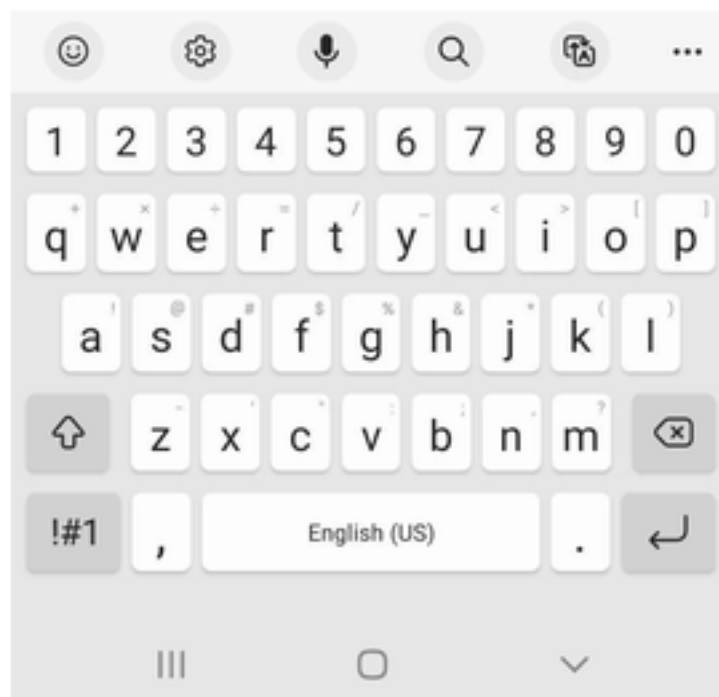 1 2 3 4 5 6 7 8 9 0
+ × ÷ = / _ < > [ ]
q w e r t y u i o p
! @ # $ % & * ( )
a s d f g h j k l
- ' " : ; , ?
z x c v b n m
!#1 , English (US) .